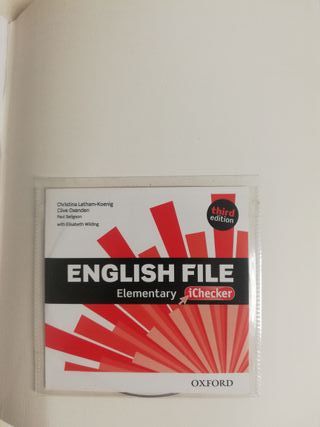 Christina Latham-Koenig
Clive Oxenden
Paul Seligson
with Elisabeth Wilding
third
edition
ENGLISH FILE
Elementary iChecker
OXFORD